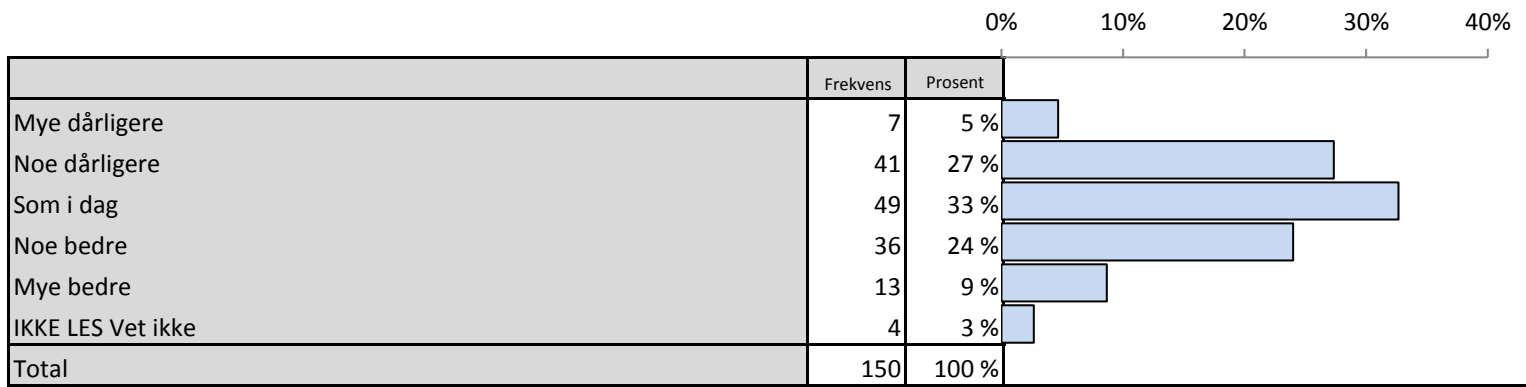 0% 10% 20% 30% 40%
Frekvens Prosent
Mye dårligere 7 5 %
Noe dårligere 41 27 %
Som i dag 49 33 %
Noe bedre 36 24 %
Mye bedre 13 9 %
IKKE LES Vet ikke 4 3 %
Total 150 100 %